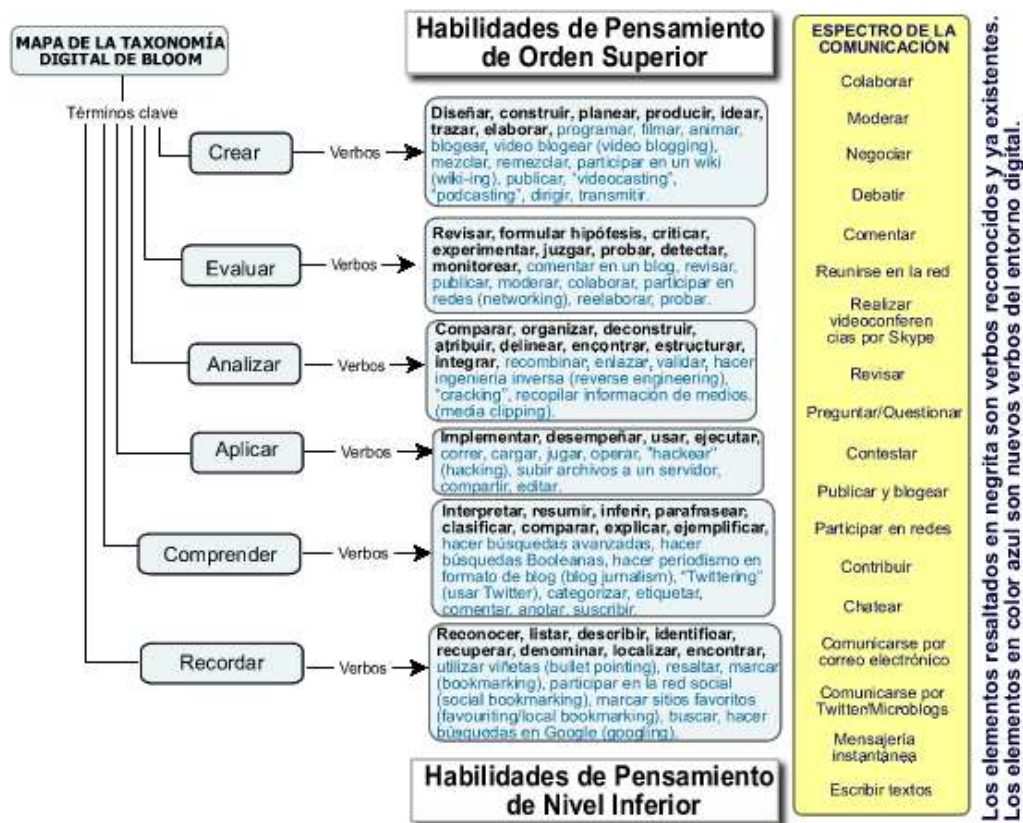 MAPA DE LA TAXONOMÍA
DIGITAL DE BLOOM
Términos clave
Habilidades de Pensamiento
de Orden Superior
Crear
Verbos
Diseñar, construir, planear, producir, idear,
trazar, elaborar, programar, filmar, animar,
blogear, video blogear (video blogging),
mezclar, remezclar, participar en un wiki
(wiki-ing), publicar, "videocasting",
"podcasting", dirigir, transmitir.
Evaluar
Verbos
Revisar, formular hipófesis, criticar,
experimentar, juzgar, probar, detectar,
monitorear, comentar en un blog, revisar,
publicar, moderar, colaborar, participar en
redes (networking), reelaborar, probar.
Analizar
Verbos
Comparar, organizar, deconstruir,
atribuir, delinear, encontrar, estructurar,
integrar, recombinar, enlazar, validar, hacer
ingeniería inversa (reverse engineering),
"cracking", recopilar información de medios.
(media clipping).
Aplicar
Verbos
Implementar, desempeñar, usar, ejecutar,
correr, cargar, jugar, operar, "hackear"
(hacking), subir archivos a un servidor,
compartir, editar.
Comprender
Verbos
Interpretar, resumir, inferir, parafrasear,
clasificar, comparar, explicar, ejemplificar,
hacer búsquedas avanzadas, hacer
búsquedas Booleanas, hacer periodismo en
formato de blog (blog journalism), "Twittering"
(usar Twitter), categorizar, etiquetar,
comentar, anotar, suscribir.
Recordar
Verbos
Reconocer, listar, describir, identificar,
recuperar, denominar, localizar, encontrar,
utilizar viñetas (bullet pointing), resaltar, marcar
(bookmarking), participar en la red social
(social bookmarking), marcar sitios favoritos
(favouriting/local bookmarking), buscar, hacer
búsquedas en Google (googling).
Habilidades de Pensamiento
de Nivel Inferior
ESPECTRO DE LA
COMUNICACIÓN
Colaborar
Moderar
Negociar
Debatir
Comentar
Reunirse en la red
Realizar
videoconferen
cias por Skype
Revisar
Preguntar/Questionar
Contestar
Publicar y blogear
Participar en redes
Contribuir
Chatear
Comunicarse por
correo electrónico
Comunicarse por
Twitter/Microblogs
Mensajería
instantánea
Escribir textos
Los elementos resaltados en negrita son verbos reconocidos y ya existentes.
Los elementos en color azul son nuevos verbos del entorno digital.